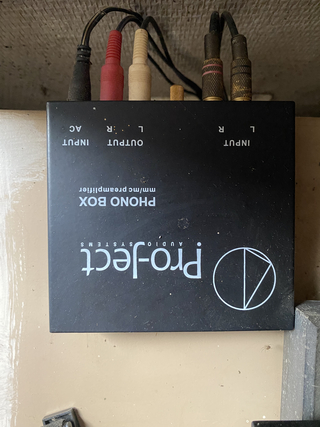 Pro-Ject
AUDIO SYSTEMS
PHONO BOX
mm/mc preamplifier
INPUT OUTPUT INPUT
L R L R AC